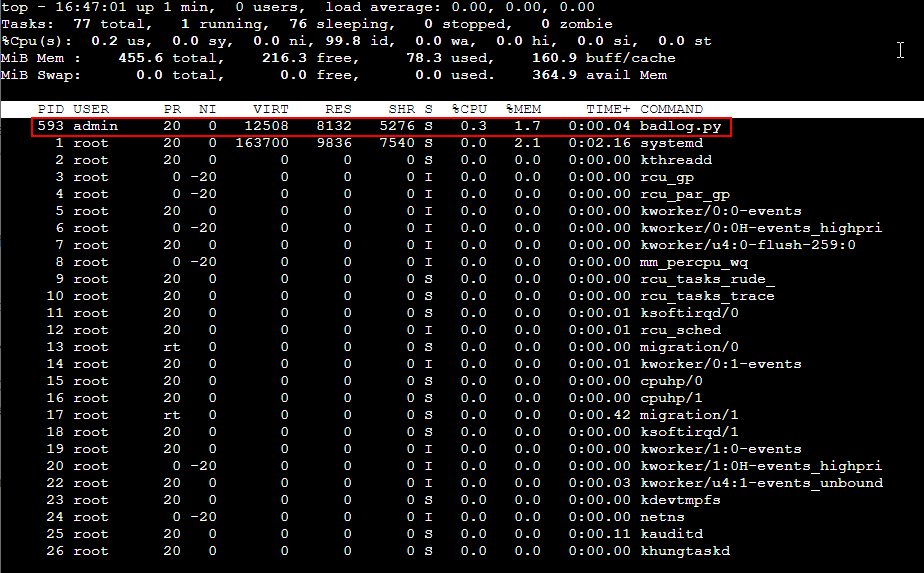 top - 16:47:01 up 1 min,  0 users,  load average: 0.00, 0.00, 0.00
Tasks:  77 total,   1 running,  76 sleeping,   0 stopped,   0 zombie
%Cpu(s):  0.2 us,  0.0 sy,  0.0 ni, 99.8 id,  0.0 wa,  0.0 hi,  0.0 si,  0.0 st
MiB Mem :    455.6 total,    216.3 free,     78.3 used,    160.9 buff/cache
MiB Swap:      0.0 total,      0.0 free,      0.0 used.    364.9 avail Mem
PID USER      PR  NI    VIRT    RES    SHR S  %CPU  %MEM     TIME+ COMMAND
593 admin     20   0   12508   8132   5276 S   0.3   1.7   0:00.04 badlog.py
1 root      20   0  163700   9836   7540 S   0.0   2.1   0:02.16 systemd
2 root      20   0       0      0      0 S   0.0   0.0   0:00.00 kthreadd
3 root       0 -20       0      0      0 I   0.0   0.0   0:00.00 rcu_gp
4 root       0 -20       0      0      0 I   0.0   0.0   0:00.00 rcu_par_gp
5 root      20   0       0      0      0 I   0.0   0.0   0:00.00 kworker/0:0-events
6 root       0 -20       0      0      0 I   0.0   0.0   0:00.00 kworker/0:0H-events_highpri
7 root      20   0       0      0      0 I   0.0   0.0   0:00.00 kworker/u4:0-flush-259:0
8 root       0 -20       0      0      0 I   0.0   0.0   0:00.00 mm_percpu_wq
9 root      20   0       0      0      0 S   0.0   0.0   0:00.00 rcu_tasks_rude_
10 root      20   0       0      0      0 S   0.0   0.0   0:00.00 rcu_tasks_trace
11 root      20   0       0      0      0 S   0.0   0.0   0:00.01 ksoftirqd/0
12 root      20   0       0      0      0 I   0.0   0.0   0:00.01 rcu_sched
13 root      rt   0       0      0      0 S   0.0   0.0   0:00.00 migration/0
14 root      20   0       0      0      0 I   0.0   0.0   0:00.01 kworker/0:1-events
15 root      20   0       0      0      0 S   0.0   0.0   0:00.00 cpuhp/0
16 root      20   0       0      0      0 S   0.0   0.0   0:00.00 cpuhp/1
17 root      rt   0       0      0      0 S   0.0   0.0   0:00.42 migration/1
18 root      20   0       0      0      0 S   0.0   0.0   0:00.00 ksoftirqd/1
19 root      20   0       0      0      0 I   0.0   0.0   0:00.00 kworker/1:0-events
20 root       0 -20       0      0      0 I   0.0   0.0   0:00.00 kworker/1:0H-events_highpri
22 root      20   0       0      0      0 I   0.0   0.0   0:00.03 kworker/u4:1-events_unbound
23 root      20   0       0      0      0 S   0.0   0.0   0:00.00 kdevtmpfs
24 root       0 -20       0      0      0 I   0.0   0.0   0:00.00 netns
25 root      20   0       0      0      0 S   0.0   0.0   0:00.11 kauditd
26 root      20   0       0      0      0 S   0.0   0.0   0:00.00 khungtaskd